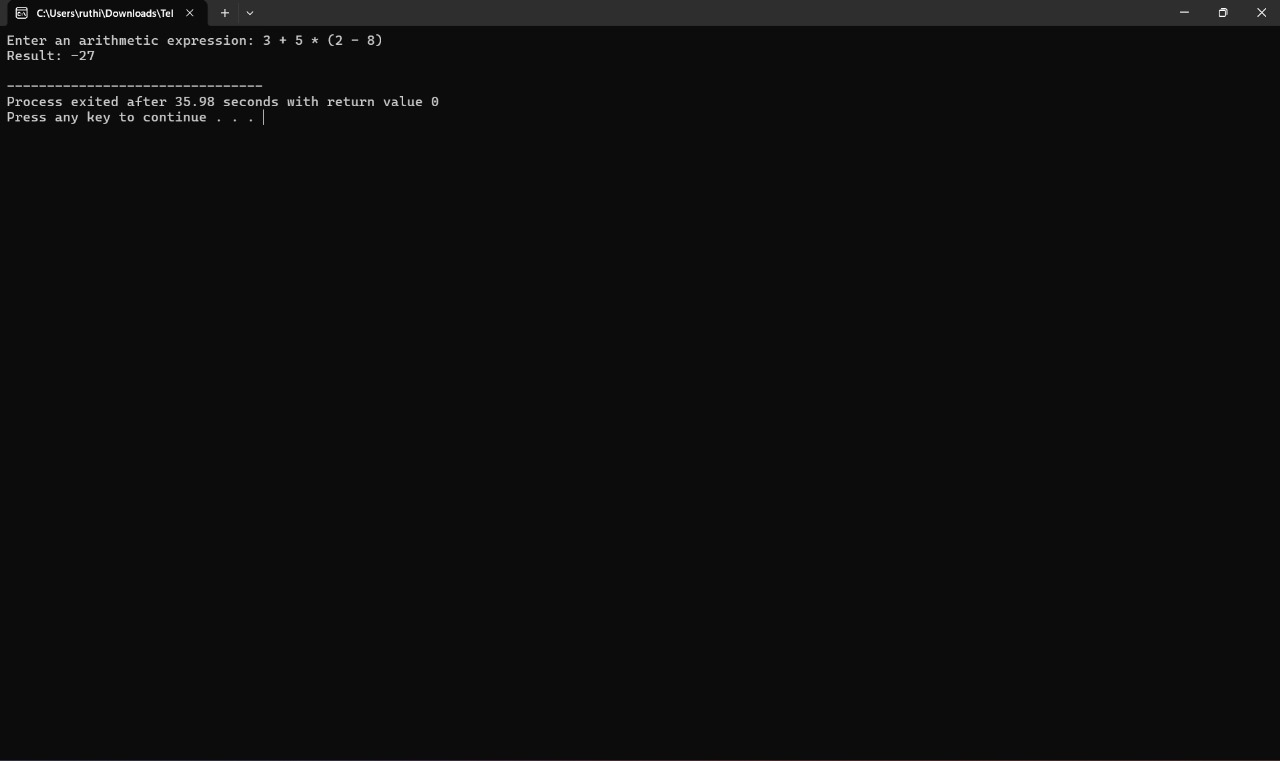 C:\Users\ruthi\Downloads\Tel
Enter an arithmetic expression: 3 + 5 * (2 - 8)
Result: -27
--------------------------------
Process exited after 35.98 seconds with return value 0
Press any key to continue . . .